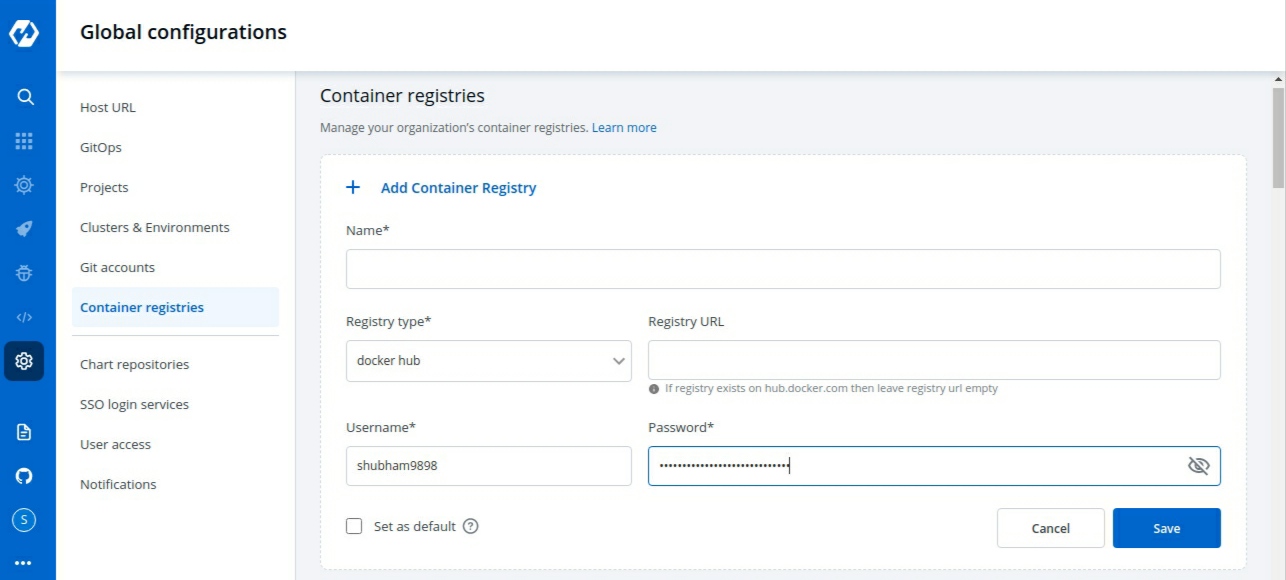 Global configurations
Host URL
GitOps
Projects
Clusters & Environments
Git accounts
Container registries
Chart repositories
SSO login services
User access
Notifications
S
Container registries
Manage your organization's container registries. Learn more
+ Add Container Registry
Name*
Registry type* Registry URL
docker hub
If registry exists on hub.docker.com then leave registry url empty
Username* Password*
shubham9898 •••••••••••••••••••••••••••••
Set as default ?
Cancel Save